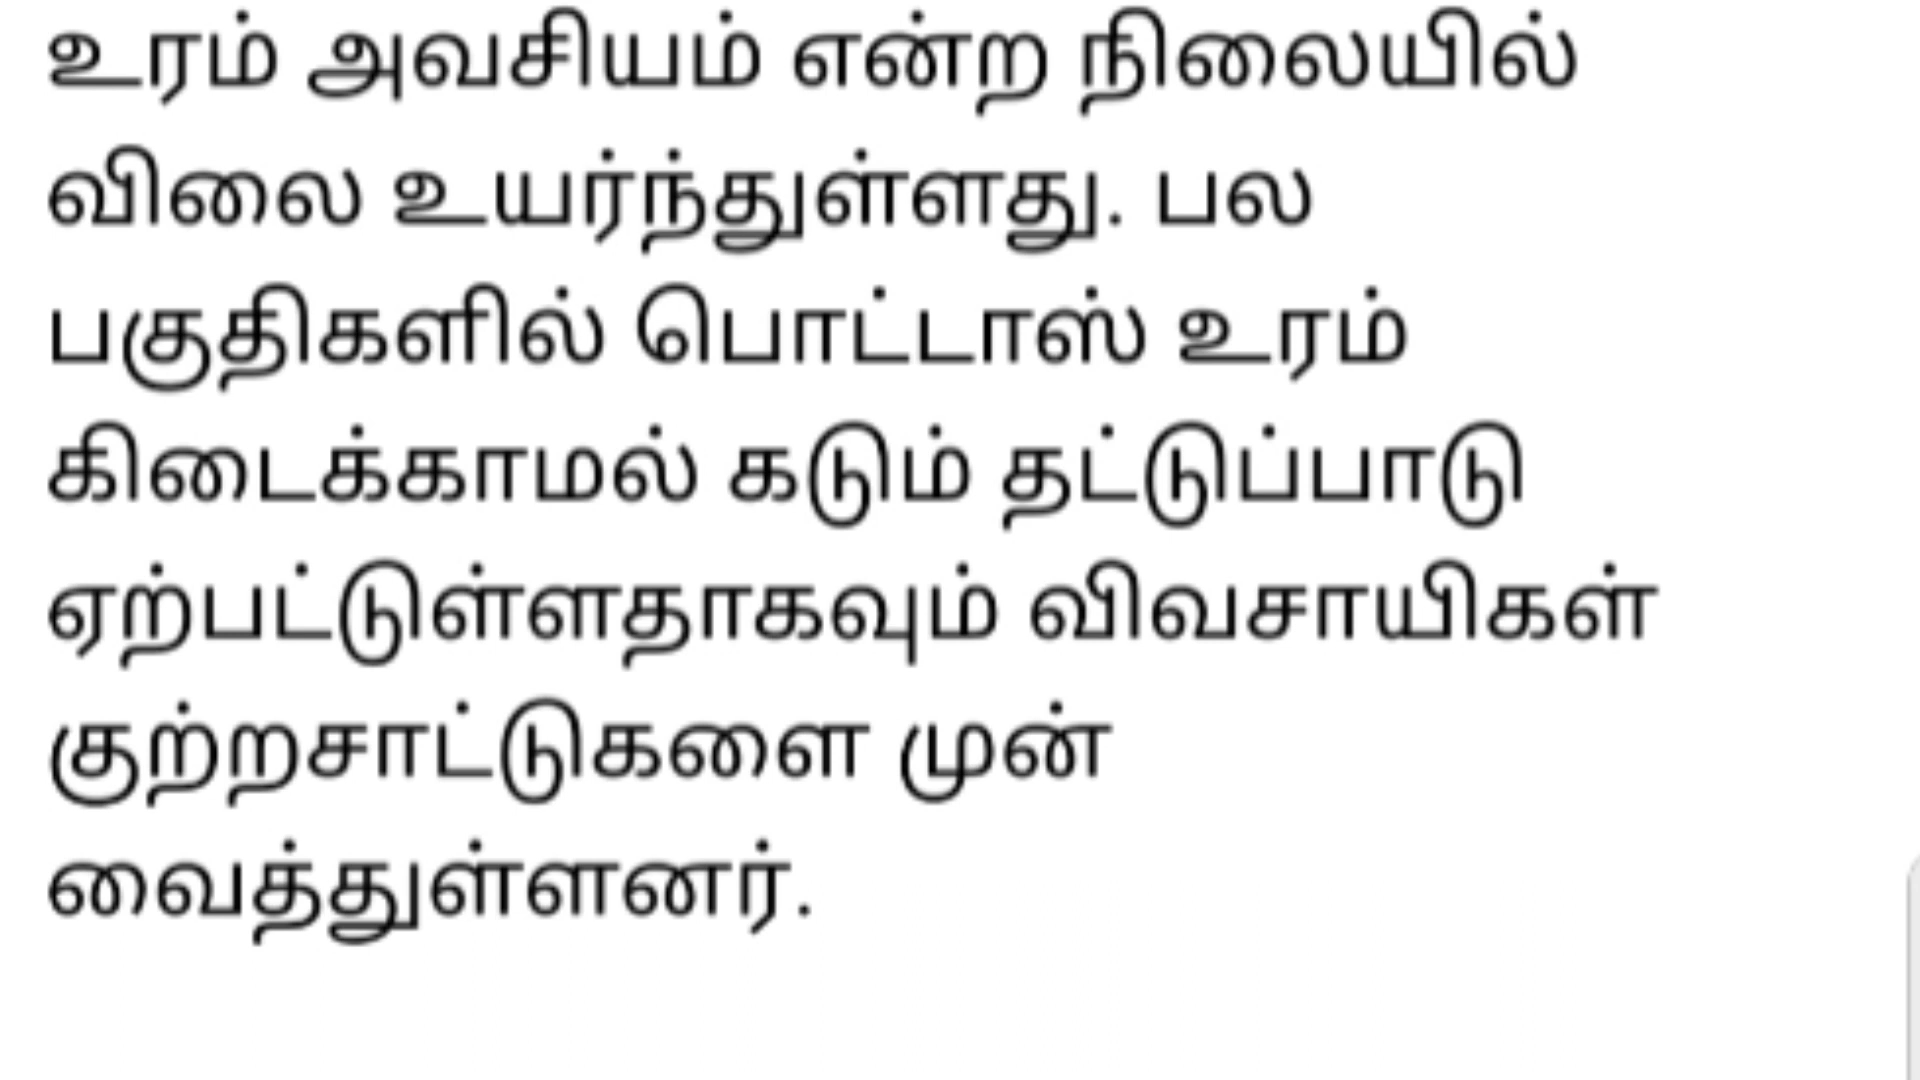 உரம் அவசியம் என்ற நிலையில்
விலை உயர்ந்துள்ளது. பல
பகுதிகளில் பொட்டாஸ் உரம்
கிடைக்காமல் கடும் தட்டுப்பாடு
ஏற்பட்டுள்ளதாகவும் விவசாயிகள்
குற்றசாட்டுகளை முன்
வைத்துள்ளனர்.